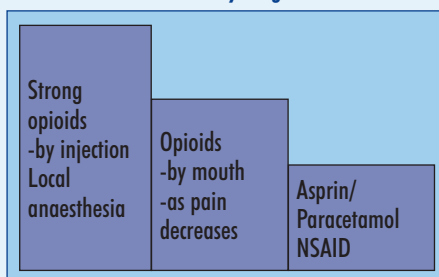 Strong
opioids
-by injection
Local
anaesthesia
Opioids
-by mouth
-as pain
decreases
Asprin/
Paracetamol
NSAID